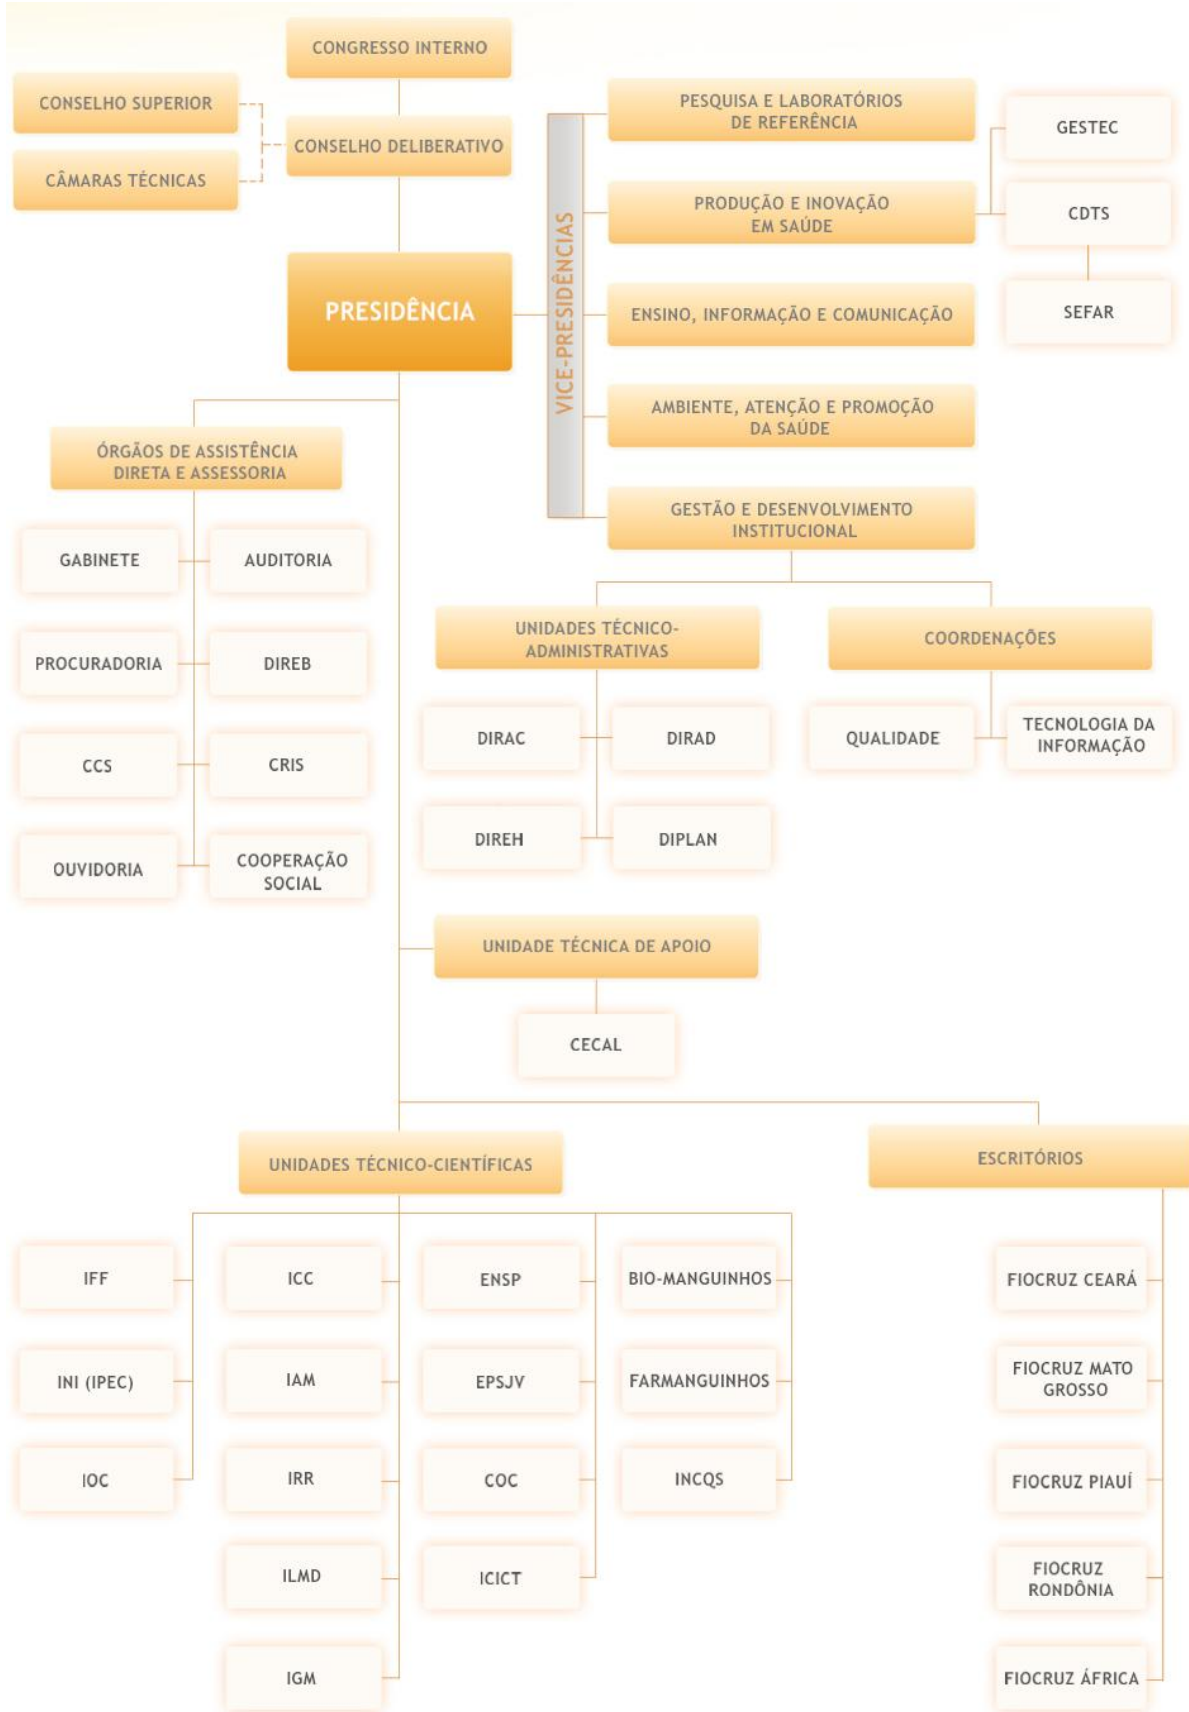 CONGRESSO INTERNO
CONSELHO SUPERIOR
CONSELHO DELIBERATIVO
CÂMARAS TÉCNICAS
PRESIDÊNCIA
VICE-PRESIDÊNCIAS
PESQUISA E LABORATÓRIOS
DE REFERÊNCIA
PRODUÇÃO E INOVAÇÃO
EM SAÚDE
GESTEC
CDTS
SEFAR
ENSINO, INFORMAÇÃO E COMUNICAÇÃO
AMBIENTE, ATENÇÃO E PROMOÇÃO
DA SAÚDE
GESTÃO E DESENVOLVIMENTO
INSTITUCIONAL
ÓRGÃOS DE ASSISTÊNCIA
DIRETA E ASSESSORIA
GABINETE
AUDITORIA
PROCURADORIA
DIREB
CCS
CRIS
OUVIDORIA
COOPERAÇÃO
SOCIAL
UNIDADES TÉCNICO-
ADMINISTRATIVAS
DIRAC
DIRAD
DIREH
DIPLAN
COORDENAÇÕES
QUALIDADE
TECNOLOGIA DA
INFORMAÇÃO
UNIDADE TÉCNICA DE APOIO
CECAL
UNIDADES TÉCNICO-CIENTÍFICAS
IFF
INI (IPEC)
IOC
ICC
IAM
IRR
ILMD
IGM
ENSP
EPSJV
COC
ICICT
BIO-MANGUINHOS
FARMANGUINHOS
INCQS
ESCRITÓRIOS
FIOCRUZ CEARÁ
FIOCRUZ MATO
GROSSO
FIOCRUZ PIAUÍ
FIOCRUZ
RONDÔNIA
FIOCRUZ ÁFRICA